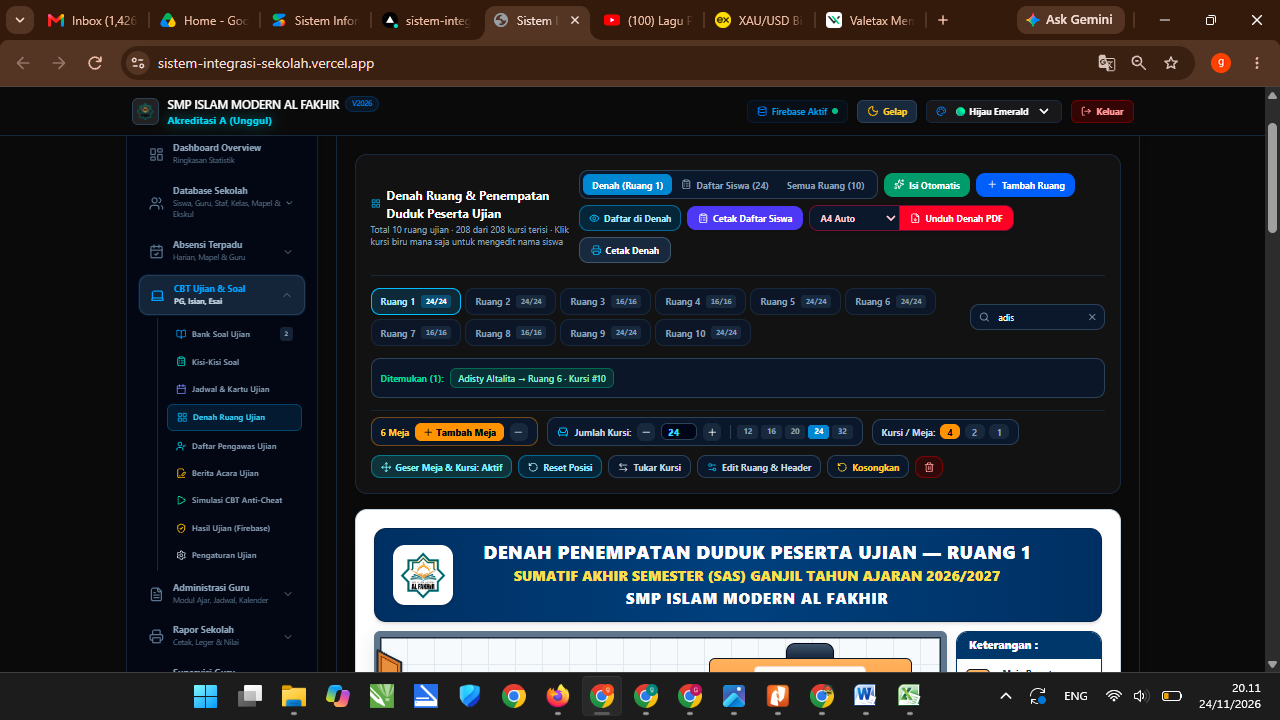 Inbox (1,426
Home - Goo
Sistem Infor
sistem-integ
Sistem I
(100) Lagu P
XAU/USD Bi
Valetax Mem
Ask Gemini
sistem-integrasi-sekolah.vercel.app
g
SMP ISLAM MODERN AL FAKHIR
V2026
Akreditasi A (Unggul)
Firebase Aktif
Gelap
Hijau Emerald
Keluar
Dashboard Overview
Ringkasan Statistik
Database Sekolah
Siswa, Guru, Staf, Kelas, Mapel &
Ekskul
Absensi Terpadu
Harian, Mapel & Guru
CBT Ujian & Soal
PG, Isian, Esai
Bank Soal Ujian
2
Kisi-Kisi Soal
Jadwal & Kartu Ujian
Denah Ruang Ujian
Daftar Pengawas Ujian
Berita Acara Ujian
Simulasi CBT Anti-Cheat
Hasil Ujian (Firebase)
Pengaturan Ujian
Administrasi Guru
Modul Ajar, Jadwal, Kalender
Rapor Sekolah
Cetak, Leger & Nilai
Supervisi Guru
Denah Ruang & Penempatan
Duduk Peserta Ujian
Total 10 ruang ujian · 208 dari 208 kursi terisi · Klik
kursi biru mana saja untuk mengedit nama siswa
Denah (Ruang 1)
Daftar Siswa (24)
Semua Ruang (10)
Isi Otomatis
Tambah Ruang
Daftar di Denah
Cetak Daftar Siswa
A4 Auto
Unduh Denah PDF
Cetak Denah
Ruang 1 24/24
Ruang 2 24/24
Ruang 3 16/16
Ruang 4 16/16
Ruang 5 24/24
Ruang 6 24/24
Ruang 7 16/16
Ruang 8 16/16
Ruang 9 24/24
Ruang 10 24/24
adis
Ditemukan (1):
Adisty Altalita → Ruang 6 · Kursi #10
6 Meja
+ Tambah Meja
Jumlah Kursi:
24
12 16 20 24 32
Kursi / Meja:
4 2 1
Geser Meja & Kursi: Aktif
Reset Posisi
Tukar Kursi
Edit Ruang & Header
Kosongkan
AL FAKHIR
DENAH PENEMPATAN DUDUK PESERTA UJIAN — RUANG 1
SUMATIF AKHIR SEMESTER (SAS) GANJIL TAHUN AJARAN 2026/2027
SMP ISLAM MODERN AL FAKHIR
Keterangan :
ENG
20.11
24/11/2026